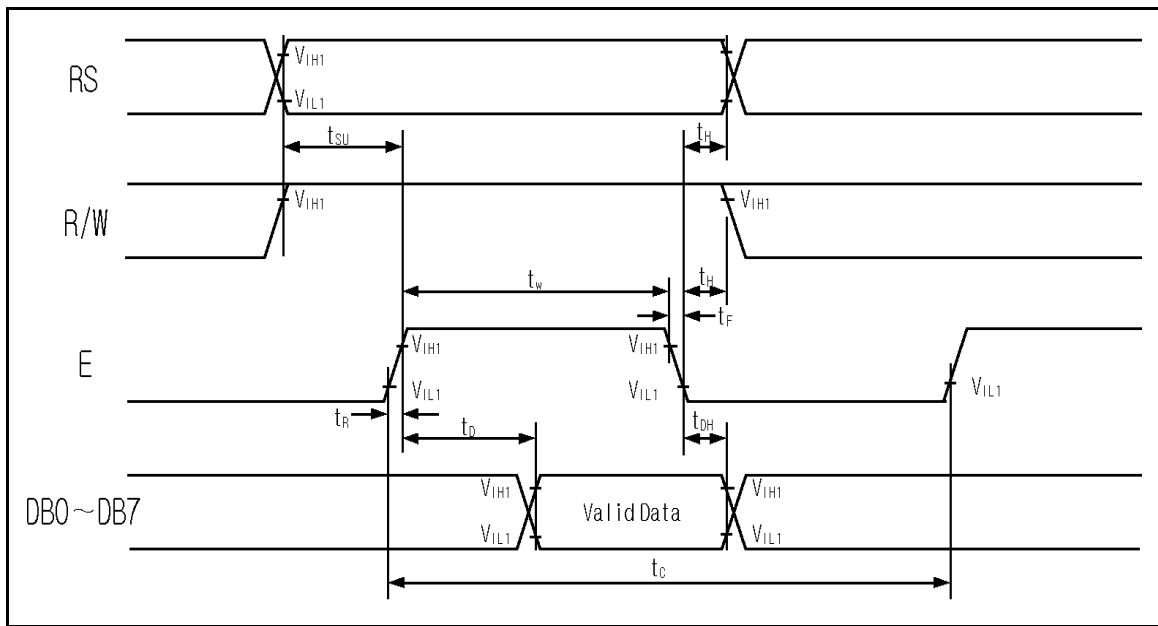 RS
VIH1
VIL1
tSU
tH
R/W
VIH1
VIH1
tw
tH
tF
E
VIH1
VIH1
VIL1
VIL1
VIL1
tR
tD
tDH
DB0~DB7
VIH1
Valid Data
VIH1
VIL1
VIL1
tC